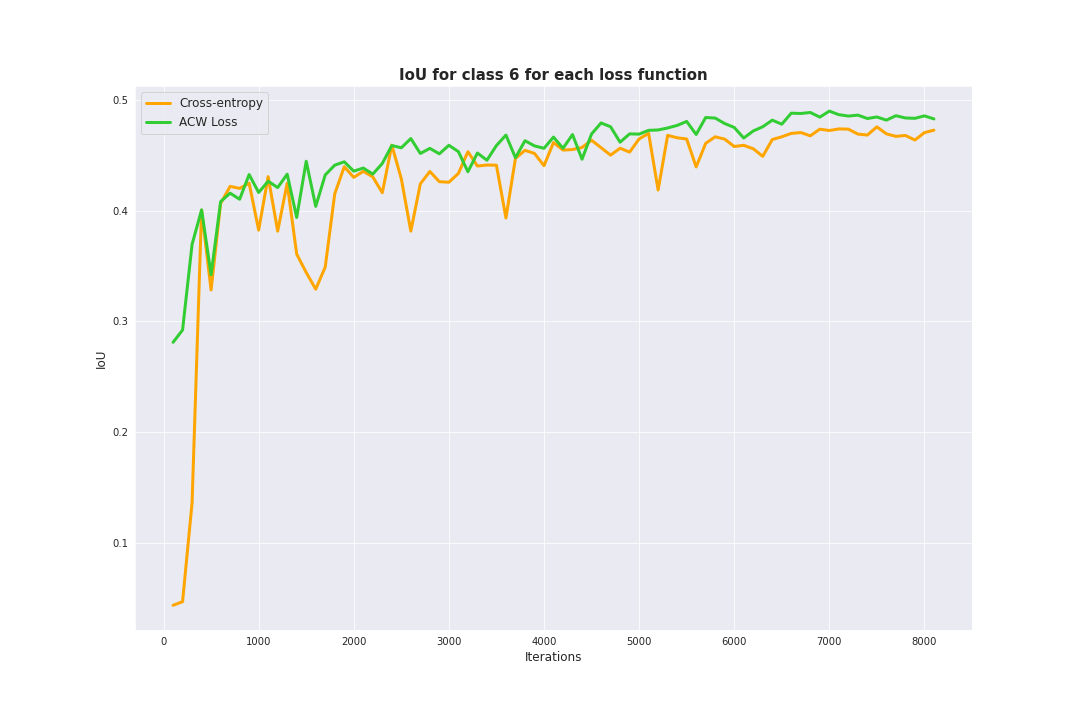 IoU for class 6 for each loss function
Cross-entropy
ACW Loss
0.5
0.4
0.3
0.2
0.1
IoU
0 1000 2000 3000 4000 5000 6000 7000 8000
Iterations